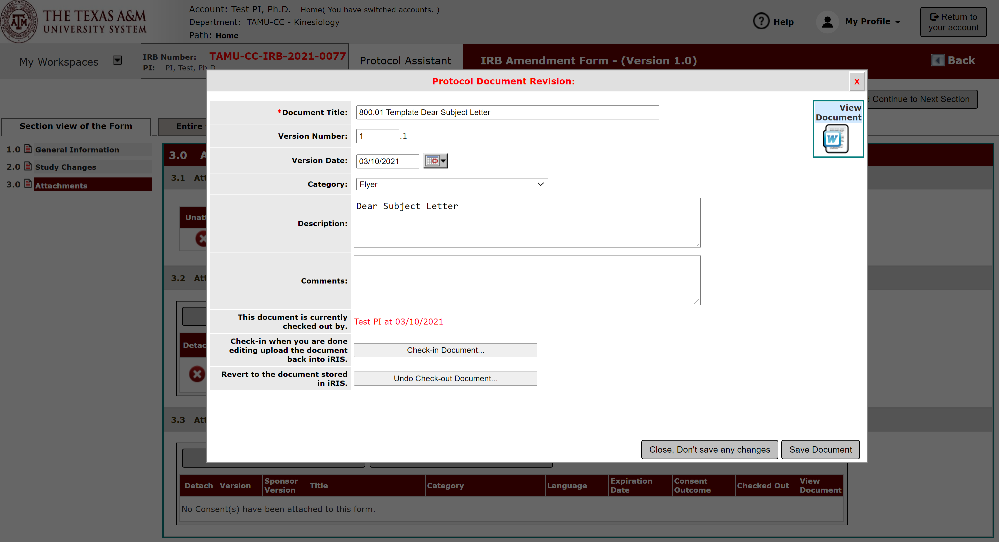 THE TEXAS A&M
UNIVERSITY SYSTEM
Account: Test PI, Ph.D. Home( You have switched accounts. )
Department: TAMU-CC - Kinesiology
Path: Home
Help
My Profile
Return to
your account
My Workspaces
IRB Number: TAMU-CC-IRB-2021-0077
PI: PI, Test, Ph.D.
Protocol Assistant
IRB Amendment Form - (Version 1.0)
Back
Protocol Document Revision:
X
Continue to Next Section
Section view of the Form
Entire
1.0 General Information
2.0 Study Changes
3.0 Attachments
3.0 A
3.1 Att
Unatt
3.2 Att
Detac
3.3 Att
*Document Title: 800.01 Template Dear Subject Letter
View
Document
W
Version Number: 1 .1
Version Date: 03/10/2021
Category: Flyer
Description: Dear Subject Letter
Comments:
This document is currently
checked out by. Test PI at 03/10/2021
Check-in when you are done
editing upload the document
back into iRIS.
Check-in Document...
Revert to the document stored
in iRIS.
Undo Check-out Document...
Close, Don't save any changes
Save Document
Detach Version Sponsor Version Title Category Language Expiration Date Consent Outcome Checked Out View Document
No Consent(s) have been attached to this form.